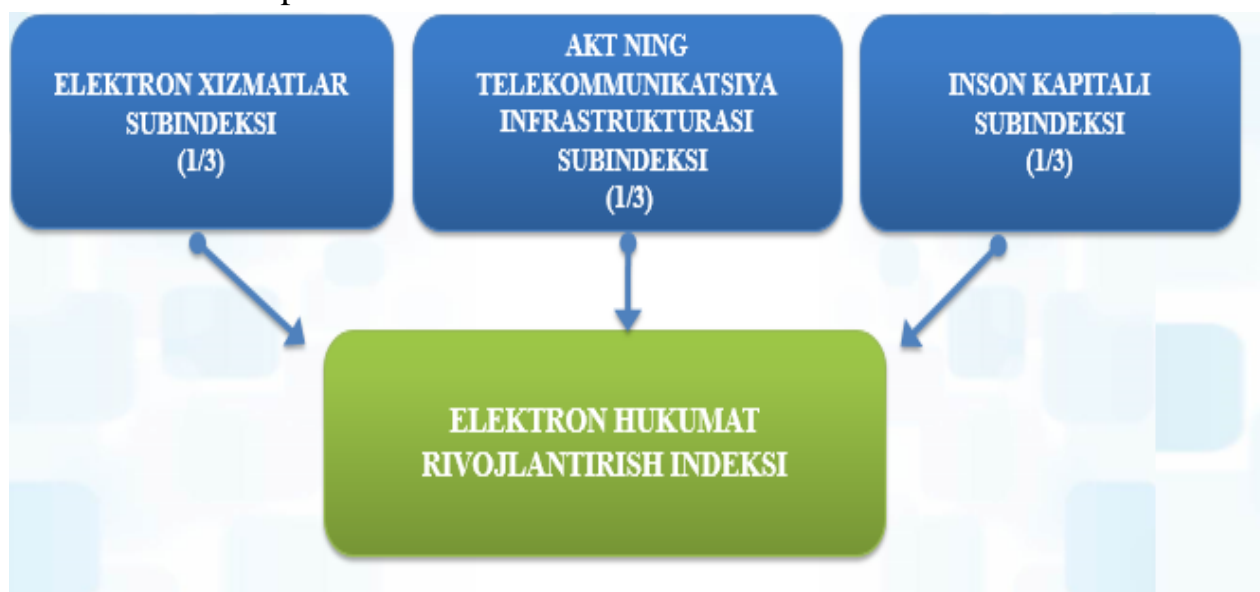 ELEKTRON XIZMATLAR
SUBINDEKSI
(1/3)
AKT NING
TELEKOMMUNIKATSIYA
INFRASTRUKTURASI
SUBINDEKSI
(1/3)
INSON KAPITALI
SUBINDEKSI
(1/3)
ELEKTRON HUKUMAT
RIVOJLANTIRISH INDEKSI